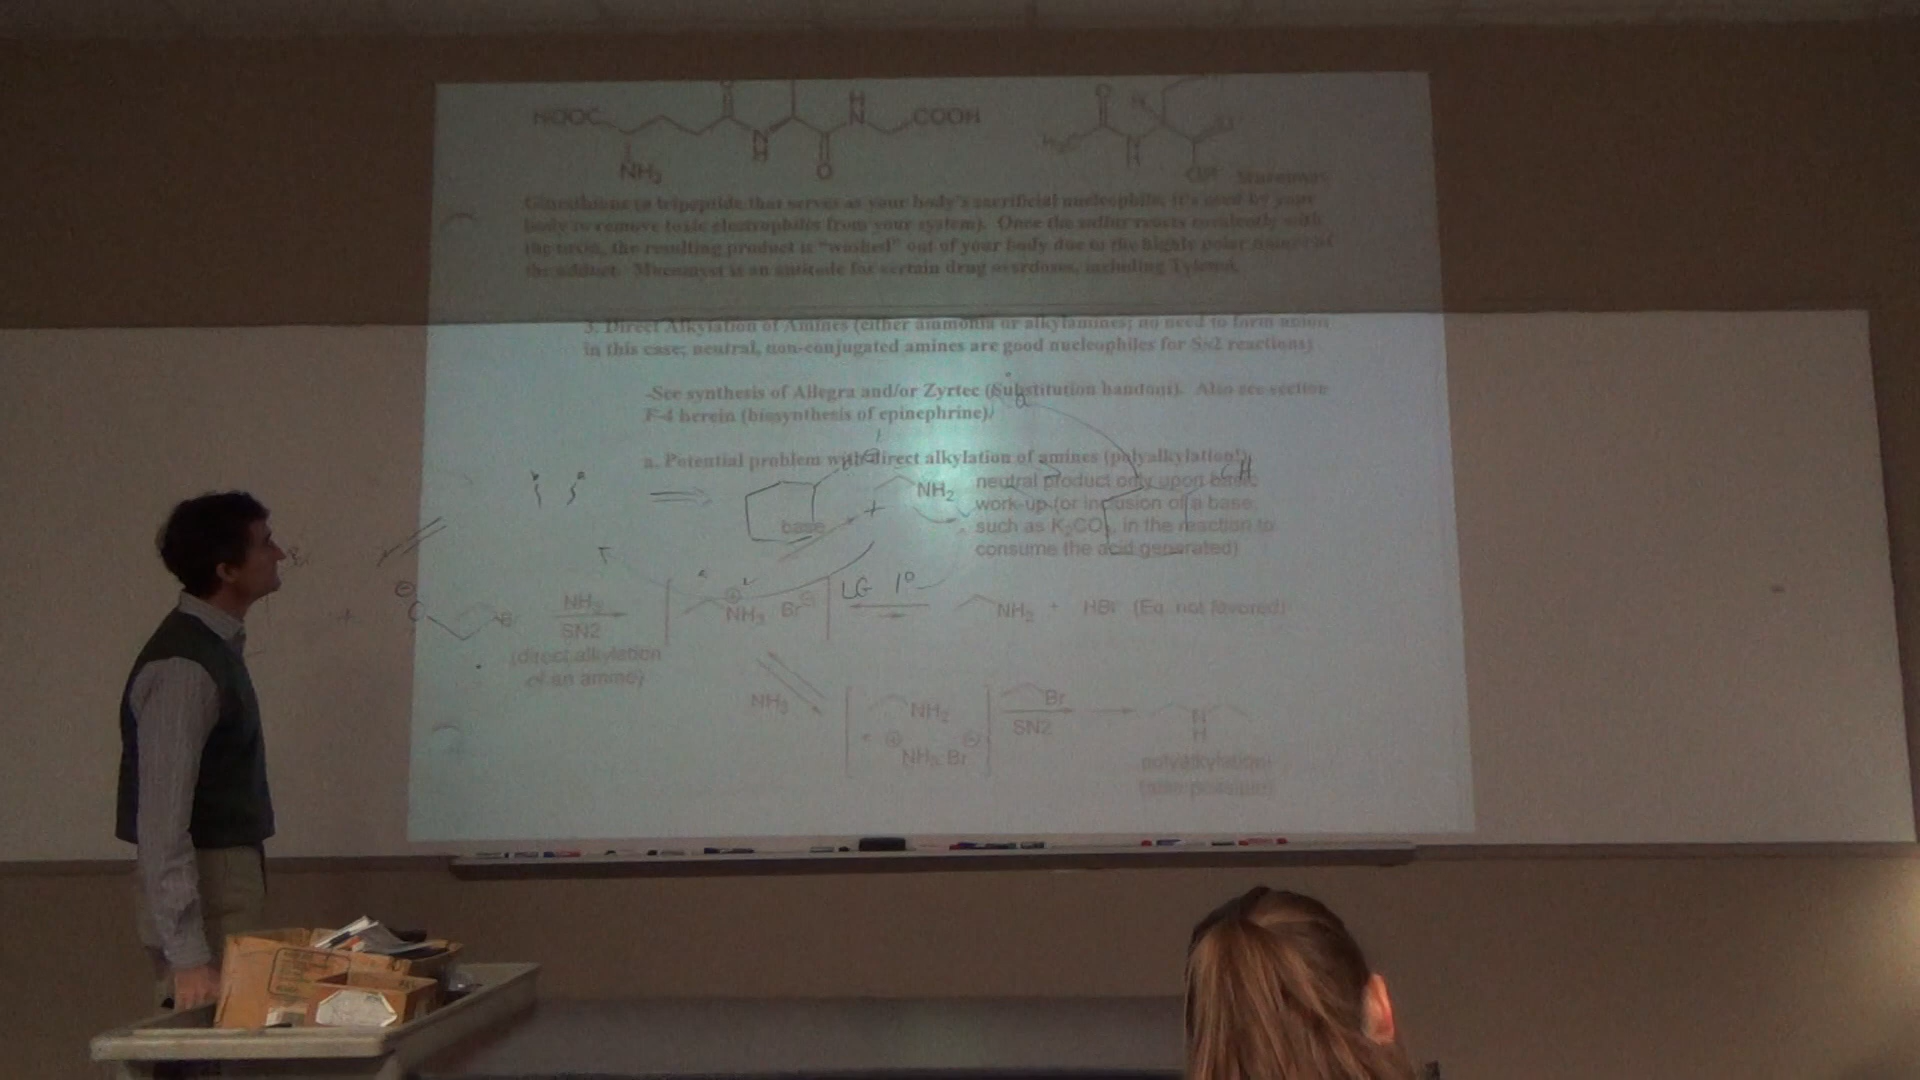 HOOC
COOH
NH₂
O
H
N
N
H
O
N
H
Glutathione (a tripeptide that serves as your body's sacrificial nucleophile; it's used by your
body to remove toxic electrophiles from your system). Once the sulfur reacts covalently with
the toxin, the resulting product is "washed" out of your body due to the highly polar nature of
the adduct. Mucomyst is an antidote for certain drug overdoses, including Tylenol.
3. Direct Alkylation of Amines (either ammonia or alkylamines; no need to form anion
in this case; neutral, non-conjugated amines are good nucleophiles for SN2 reactions)
-See synthesis of Allegra and/or Zyrtec (Substitution handout). Also see section
F-4 herein (biosynthesis of epinephrine)
a. Potential problem with direct alkylation of amines (polyalkylation!)
NH₂
neutral product only upon basic
work-up (or inclusion of a base,
such as K₂CO₃, in the reaction to
consume the acid generated)
base
+
LG 1°
Br
NH₃
SN2
(direct alkylation
of an amine)
⊕
NH₃ Br⊖
NH₂ + HBr (Eq. not favored)
NH₃
NH₂
⊕ ⊖
Br
SN2
N
H
polyalkylation